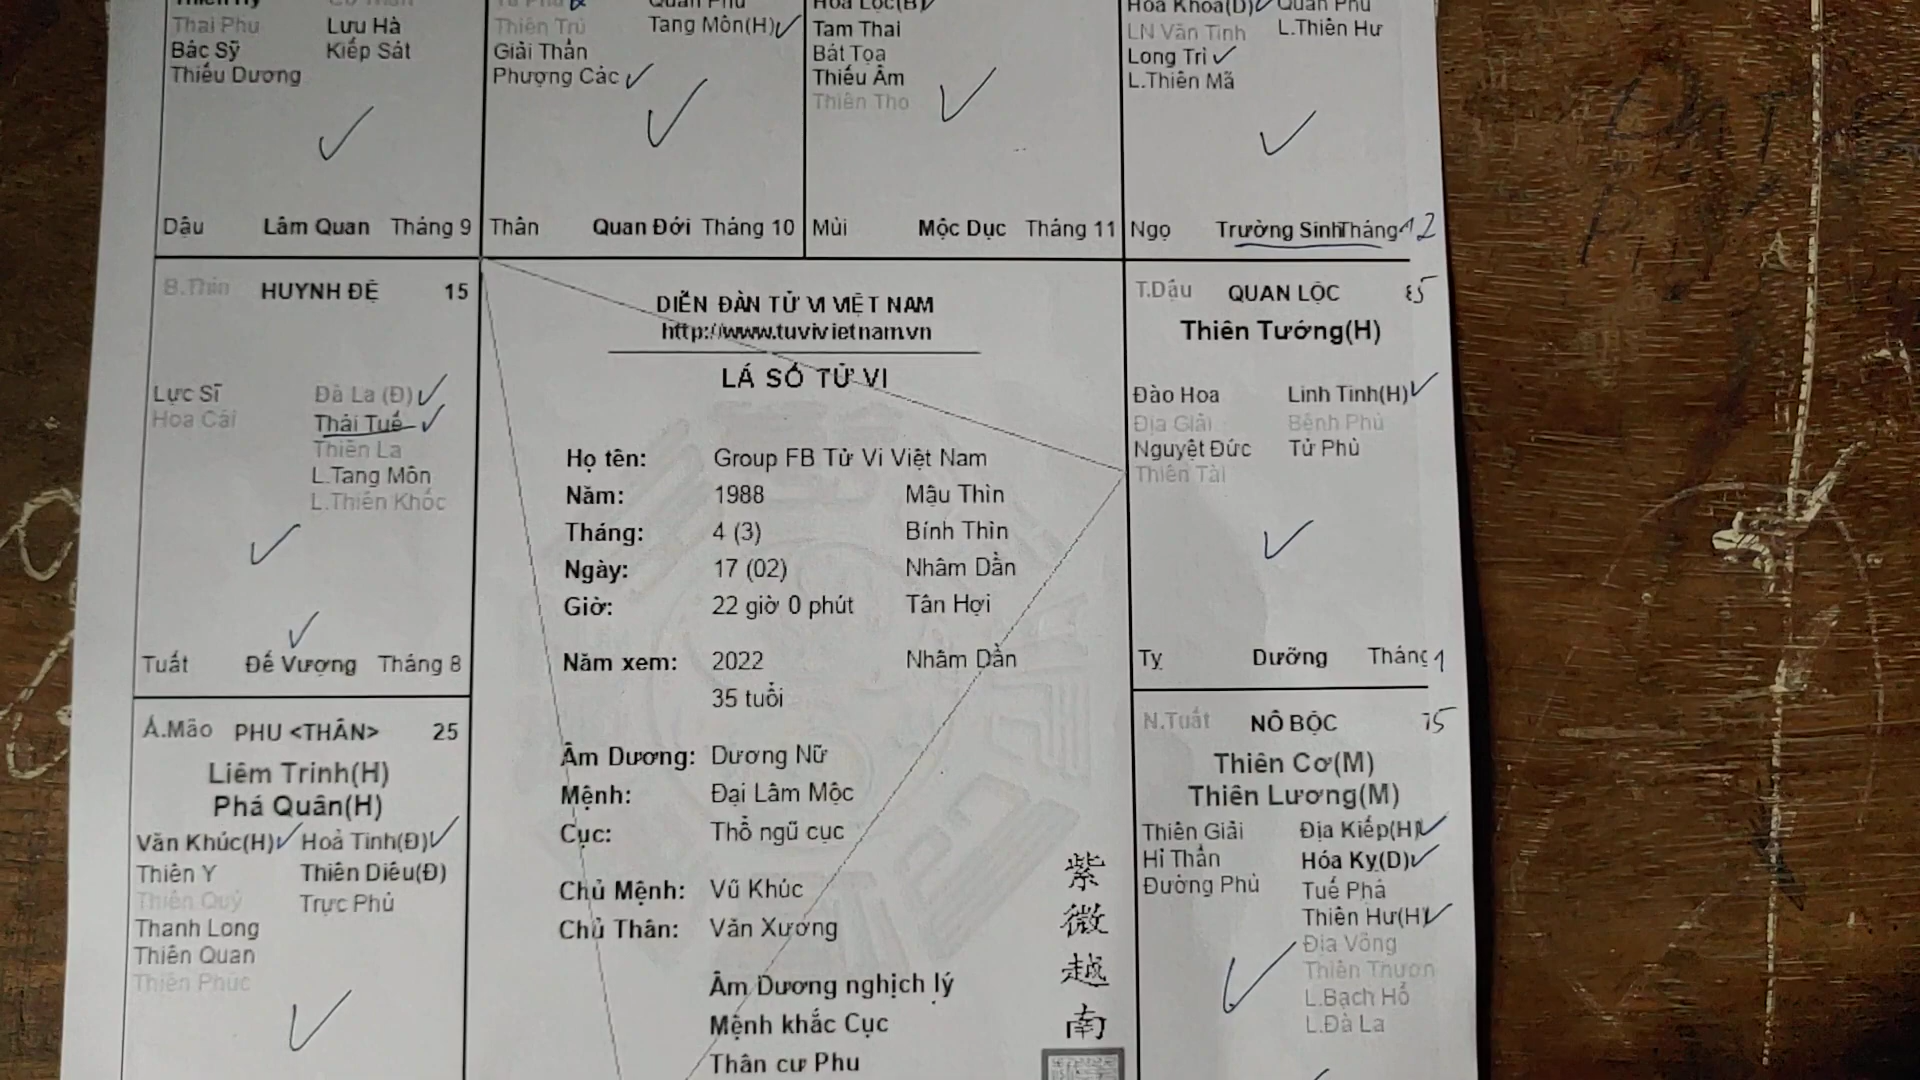 Thai Phu
Lưu Hà
Bác Sỹ
Kiếp Sát
Thiếu Dương
Thiên Trù
Tang Môn(H)
Giải Thần
Phượng Các
Hóa Lộc(B)
Tam Thai
Bát Tọa
Thiếu Âm
Thiên Thọ
Hóa Khoa(D) Quan Phủ
LN Văn Tinh
L.Thiên Hư
Long Trì
L.Thiên Mã
Dậu Lâm Quan Tháng 9
Thân Quan Đới Tháng 10
Mùi Mộc Dục Tháng 11
Ngọ Trường Sinh Tháng 12
B.Thìn HUYNH ĐỆ 15
Lực Sĩ
Đà La (Đ)
Hoa Cái
Thái Tuế
Thiên La
L.Tang Môn
L.Thiên Khốc
Tuất Đế Vượng Tháng 8
DIỄN ĐÀN TỬ VI VIỆT NAM
http://www.tuvivietnam.vn
LÁ SỐ TỬ VI
Họ tên: Group FB Tử Vi Việt Nam
Năm: 1988 Mậu Thìn
Tháng: 4 (3) Bính Thìn
Ngày: 17 (02) Nhâm Dần
Giờ: 22 giờ 0 phút Tân Hợi
Năm xem: 2022 Nhâm Dần
35 tuổi
Âm Dương: Dương Nữ
Mệnh: Đại Lâm Mộc
Cục: Thổ ngũ cục
Chủ Mệnh: Vũ Khúc
Chủ Thân: Văn Xương
Âm Dương nghịch lý
Mệnh khắc Cục
Thân cư Phu
紫
微
越
南
T.Dậu QUAN LỘC 85
Thiên Tướng(H)
Đào Hoa
Linh Tinh(H)
Địa Giải
Bệnh Phù
Nguyệt Đức
Tử Phù
Thiên Tài
Tỵ Dưỡng Tháng 1
Á.Mão PHU <THÂN> 25
Liêm Trinh(H)
Phá Quân(H)
Văn Khúc(H)
Hoả Tinh(Đ)
Thiên Y
Thiên Diêu(Đ)
Thiên Quý
Trực Phù
Thanh Long
Thiên Quan
Thiên Phúc
N.Tuất NÔ BỘC 75
Thiên Cơ(M)
Thiên Lương(M)
Thiên Giải
Địa Kiếp(H)
Hỉ Thần
Hóa Kỵ(D)
Đường Phù
Tuế Phá
Thiên Hư(H)
Địa Võng
Thiên Thươn
L.Bạch Hổ
L.Đà La